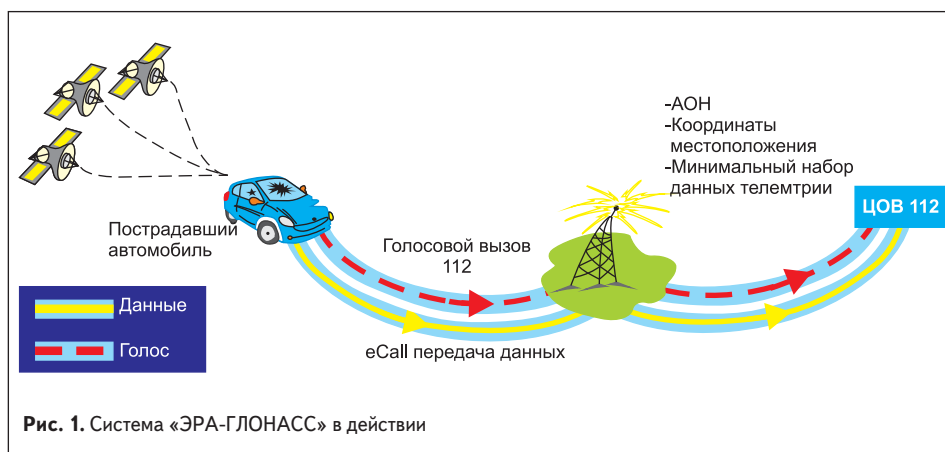 -АОН
-Координаты
местоположения
-Минимальный набор
данных телемтрии
ЦОВ 112
Пострадавший
автомобиль
Голосовой вызов
112
Данные
Голос
eCall передача данных
Рис. 1. Система «ЭРА-ГЛОНАСС» в действии